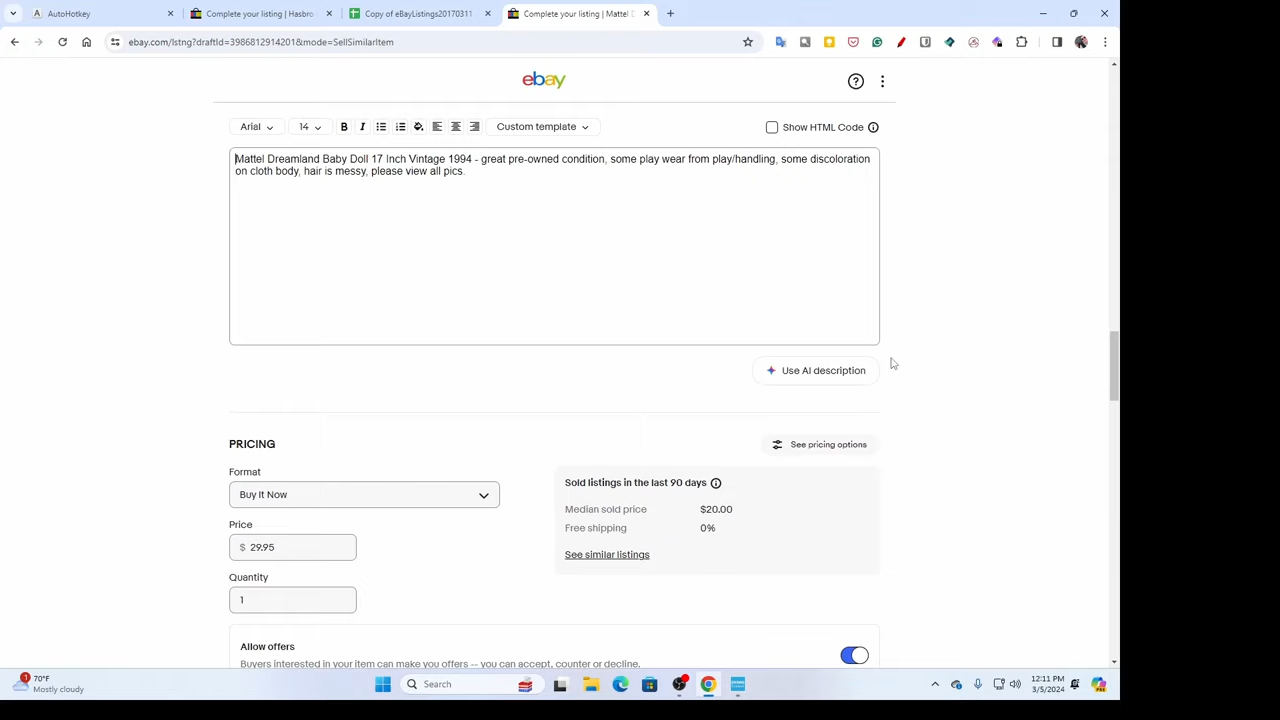 AutoHotkey
Complete your listing | Hasbro
Copy of eBayListings20170311
Complete your listing | Mattel D
ebay.com/lstng?draftId=3986812914201&mode=SellSimilarItem
ebay
Arial
14
B
I
Custom template
Show HTML Code
Mattel Dreamland Baby Doll 17 Inch Vintage 1994 - great pre-owned condition, some play wear from play/handling, some discoloration
on cloth body, hair is messy, please view all pics.
Use AI description
PRICING
See pricing options
Format
Buy It Now
Sold listings in the last 90 days
Median sold price $20.00
Free shipping 0%
See similar listings
Price
$ 29.95
Quantity
1
Allow offers
Buyers interested in your item can make you offers -- you can accept, counter or decline.
1
70°F
Mostly cloudy
Search
12:11 PM
3/5/2024